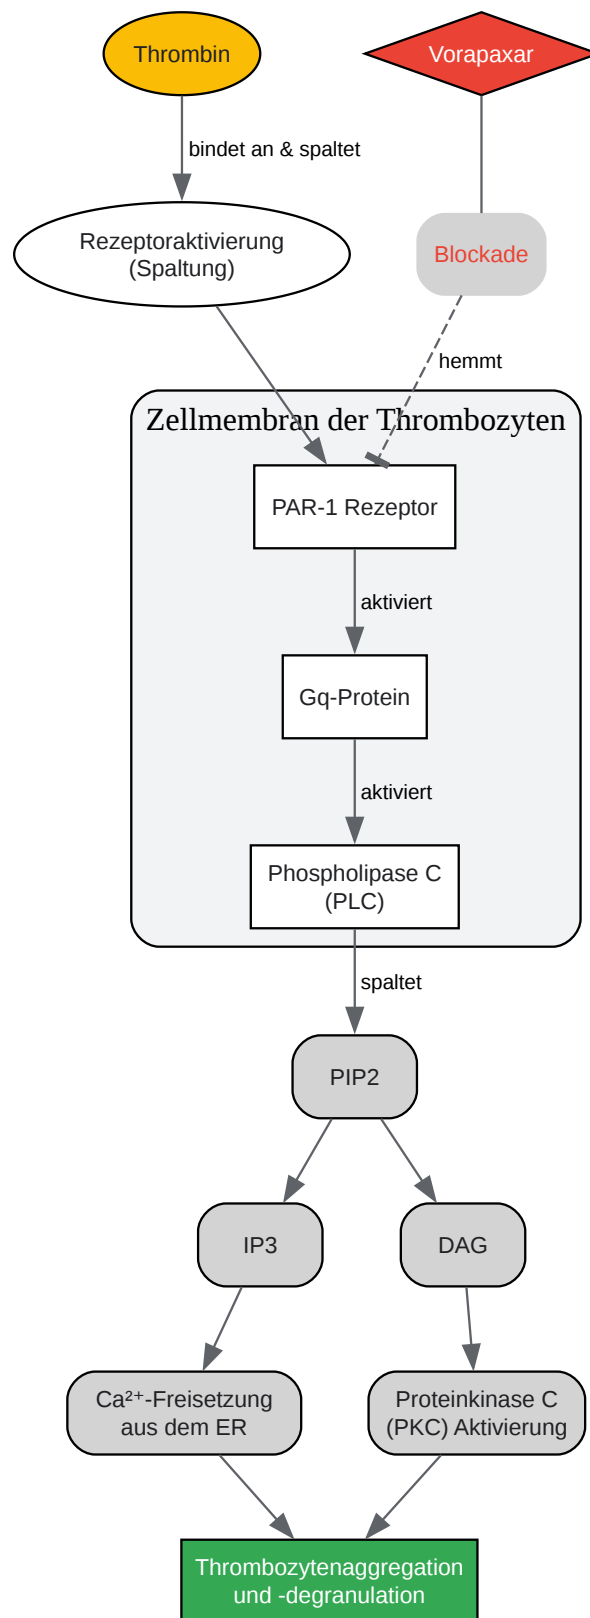 Thrombin
Vorapaxar
bindet an & spaltet
Rezeptoraktivierung
(Spaltung)
Blockade
hemmt
Zellmembran der Thrombozyten
PAR-1 Rezeptor
aktiviert
Gq-Protein
aktiviert
Phospholipase C
(PLC)
spaltet
PIP2
IP3
DAG
Ca²⁺-Freisetzung
aus dem ER
Proteinkinase C
(PKC) Aktivierung
Thrombozytenaggregation
und -degranulation